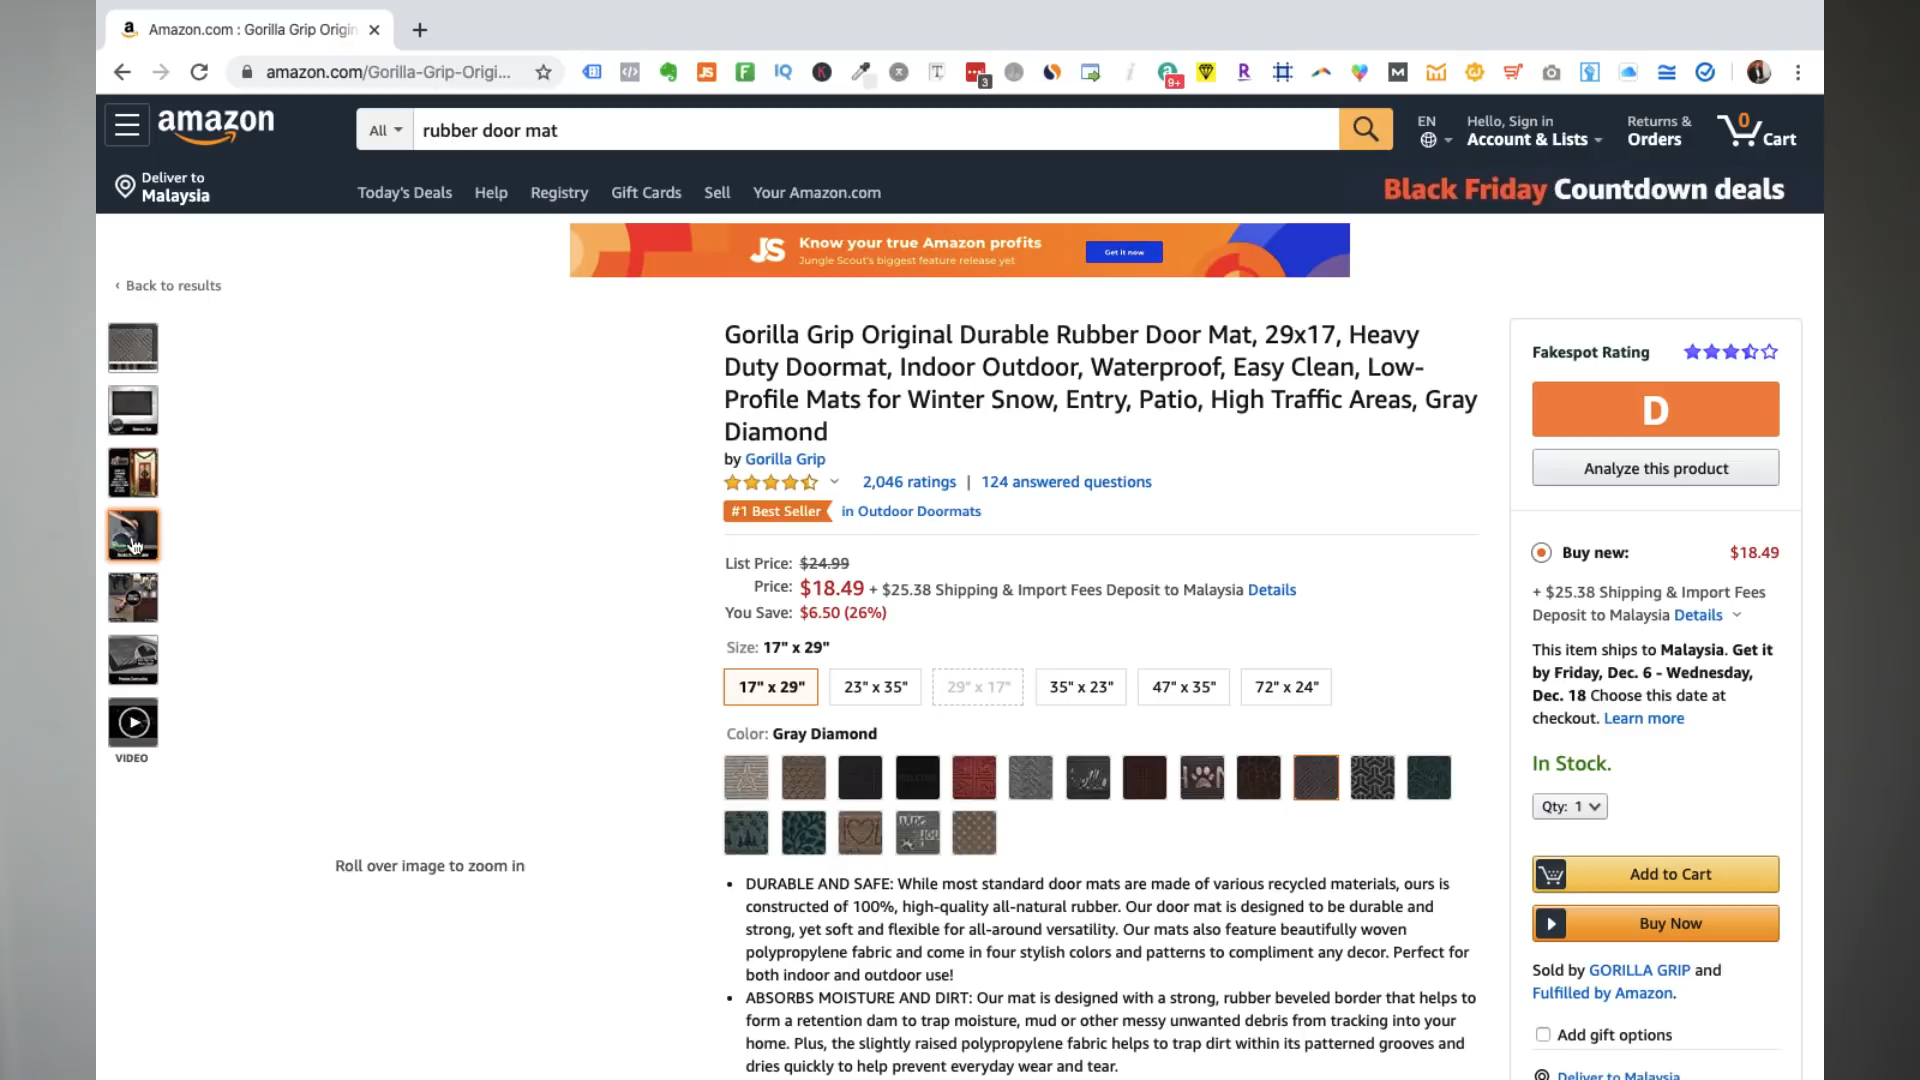 Amazon.com : Gorilla Grip Origin
amazon.com/Gorilla-Grip-Origi...
3
9+
amazon
All
rubber door mat
EN
Hello, Sign in
Account & Lists
Returns &
Orders
0
Cart
Deliver to
Malaysia
Today's Deals
Help
Registry
Gift Cards
Sell
Your Amazon.com
Black Friday Countdown deals
JS
Know your true Amazon profits
Jungle Scout's biggest feature release yet
Get it now
‹ Back to results
VIDEO
Roll over image to zoom in
Gorilla Grip Original Durable Rubber Door Mat, 29x17, Heavy
Duty Doormat, Indoor Outdoor, Waterproof, Easy Clean, Low-
Profile Mats for Winter Snow, Entry, Patio, High Traffic Areas, Gray
Diamond
by Gorilla Grip
2,046 ratings | 124 answered questions
#1 Best Seller in Outdoor Doormats
List Price: $24.99
Price: $18.49 + $25.38 Shipping & Import Fees Deposit to Malaysia Details
You Save: $6.50 (26%)
Size: 17" x 29"
17" x 29"
23" x 35"
29" x 17"
35" x 23"
47" x 35"
72" x 24"
Color: Gray Diamond
• DURABLE AND SAFE: While most standard door mats are made of various recycled materials, ours is
constructed of 100%, high-quality all-natural rubber. Our door mat is designed to be durable and
strong, yet soft and flexible for all-around versatility. Our mats also feature beautifully woven
polypropylene fabric and come in four stylish colors and patterns to compliment any decor. Perfect for
both indoor and outdoor use!
• ABSORBS MOISTURE AND DIRT: Our mat is designed with a strong, rubber beveled border that helps to
form a retention dam to trap moisture, mud or other messy unwanted debris from tracking into your
home. Plus, the slightly raised polypropylene fabric helps to trap dirt within its patterned grooves and
dries quickly to help prevent everyday wear and tear.
Fakespot Rating
D
Analyze this product
Buy new: $18.49
+ $25.38 Shipping & Import Fees
Deposit to Malaysia Details
This item ships to Malaysia. Get it
by Friday, Dec. 6 - Wednesday,
Dec. 18 Choose this date at
checkout. Learn more
In Stock.
Qty: 1
Add to Cart
Buy Now
Sold by GORILLA GRIP and
Fulfilled by Amazon.
Add gift options
Deliver to Malaysia